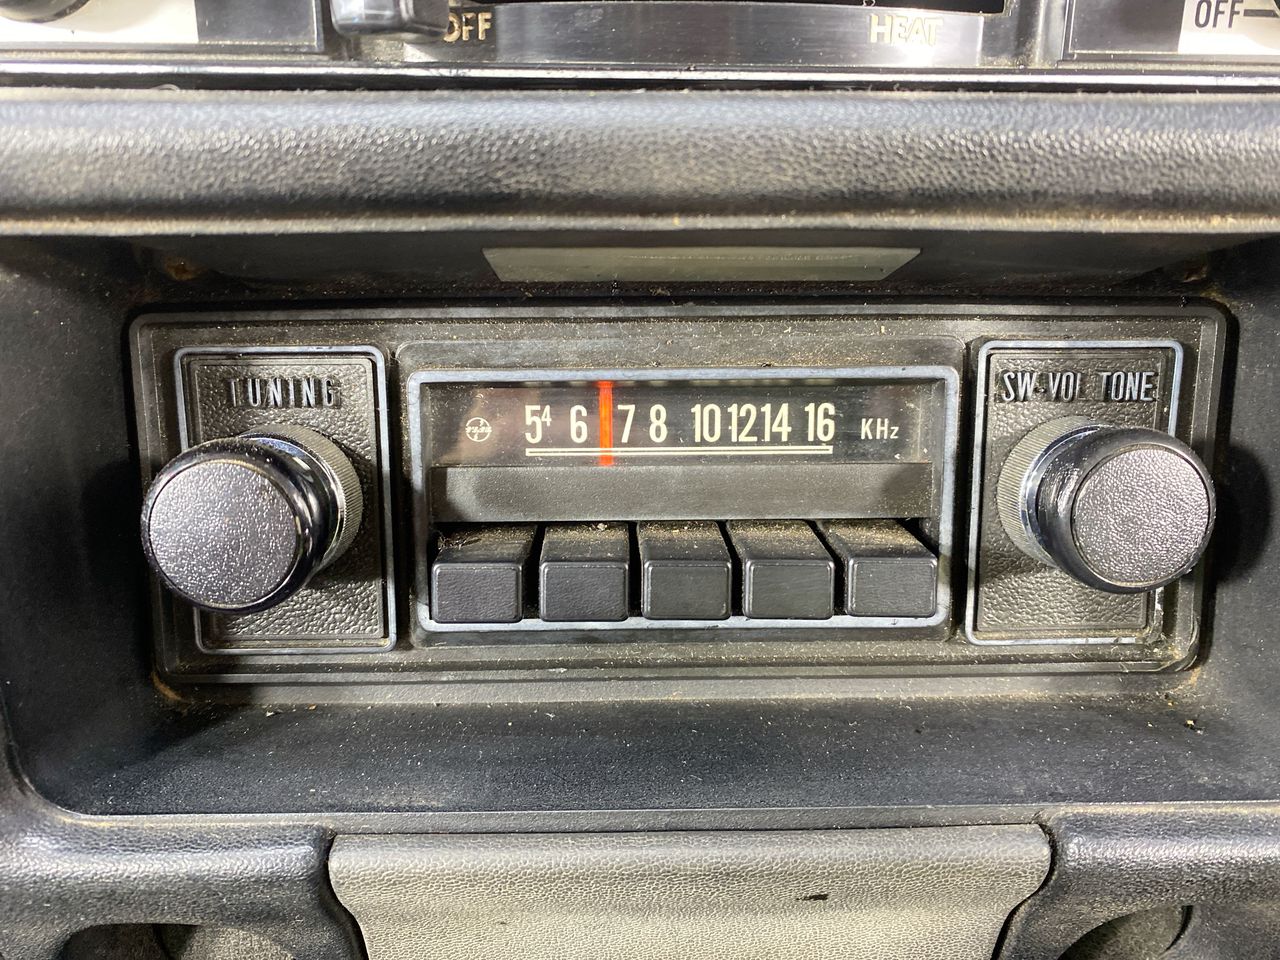 OFF HEAT OFF
TUNING
54 6 7 8 10 12 14 16 KHz
SW-VOL TONE